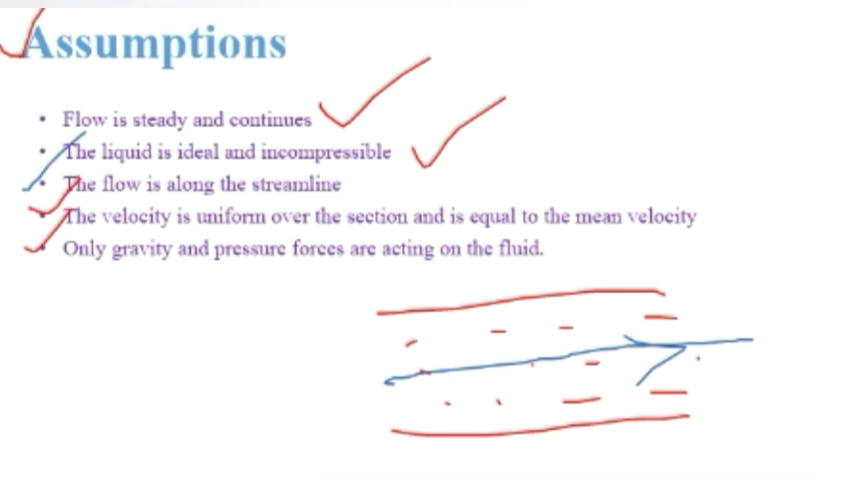 Assumptions
• Flow is steady and continues
• The liquid is ideal and incompressible
• The flow is along the streamline
• The velocity is uniform over the section and is equal to the mean velocity
• Only gravity and pressure forces are acting on the fluid.